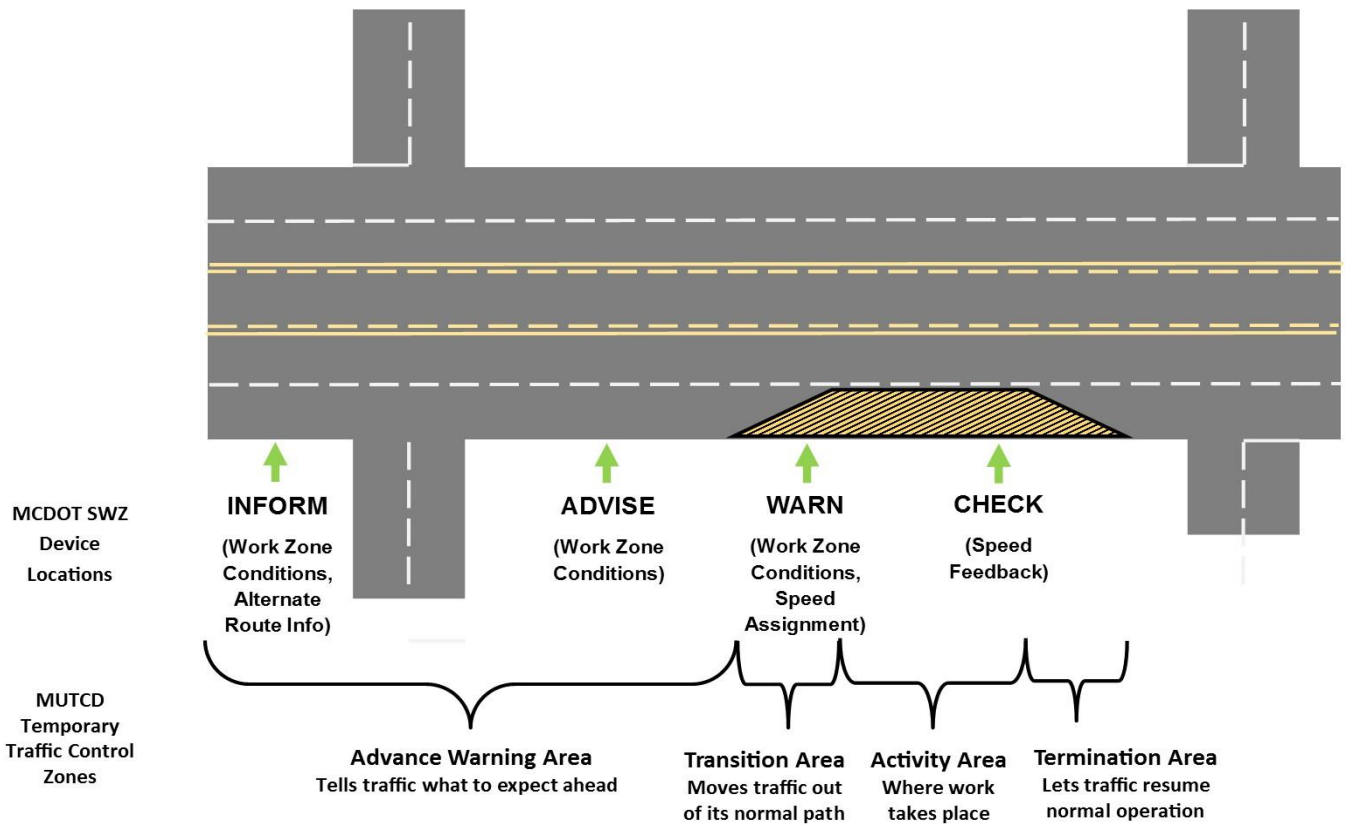 MCDOT SWZ
Device
Locations
INFORM
(Work Zone
Conditions,
Alternate
Route Info)
ADVISE
(Work Zone
Conditions)
WARN
(Work Zone
Conditions,
Speed
Assignment)
CHECK
(Speed
Feedback)
MUTCD
Temporary
Traffic Control
Zones
Advance Warning Area
Tells traffic what to expect ahead
Transition Area
Moves traffic out
of its normal path
Activity Area
Where work
takes place
Termination Area
Lets traffic resume
normal operation